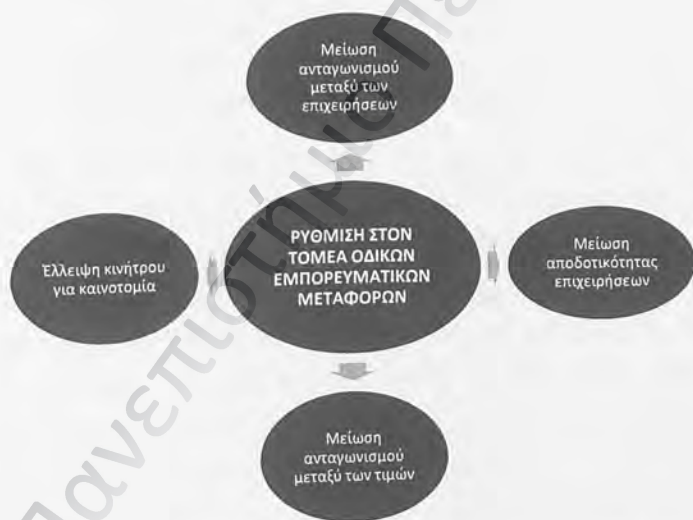 Μείωση
ανταγωνισμού
μεταξύ των
επιχειρήσεων
Έλλειψη κινήτρου
για καινοτομία
ΡΥΘΜΙΣΗ ΣΤΟΝ
ΤΟΜΕΑ ΟΔΙΚΩΝ
ΕΜΠΟΡΕΥΜΑΤΙΚΩΝ
ΜΕΤΑΦΟΡΩΝ
Μείωση
αποδοτικότητας
επιχειρήσεων
Μείωση
ανταγωνισμού
μεταξύ των τιμών
Πανεπιστήμιο